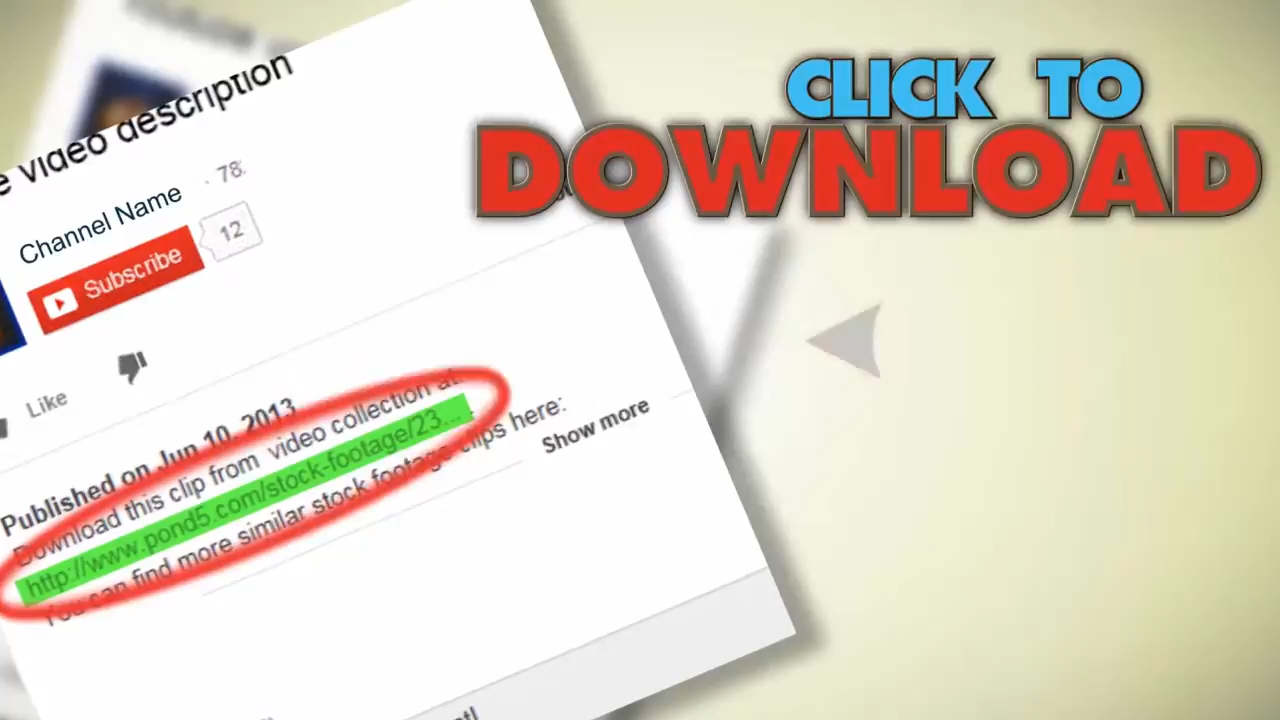 CLICK TO
DOWNLOAD
video description
Channel Name
Subscribe
12
Like
Published on Jun 10, 2013
Download this clip from video collection at
http://www.pond5.com/stock-footage/23...
You can find more similar stock footage clips here:
Show more